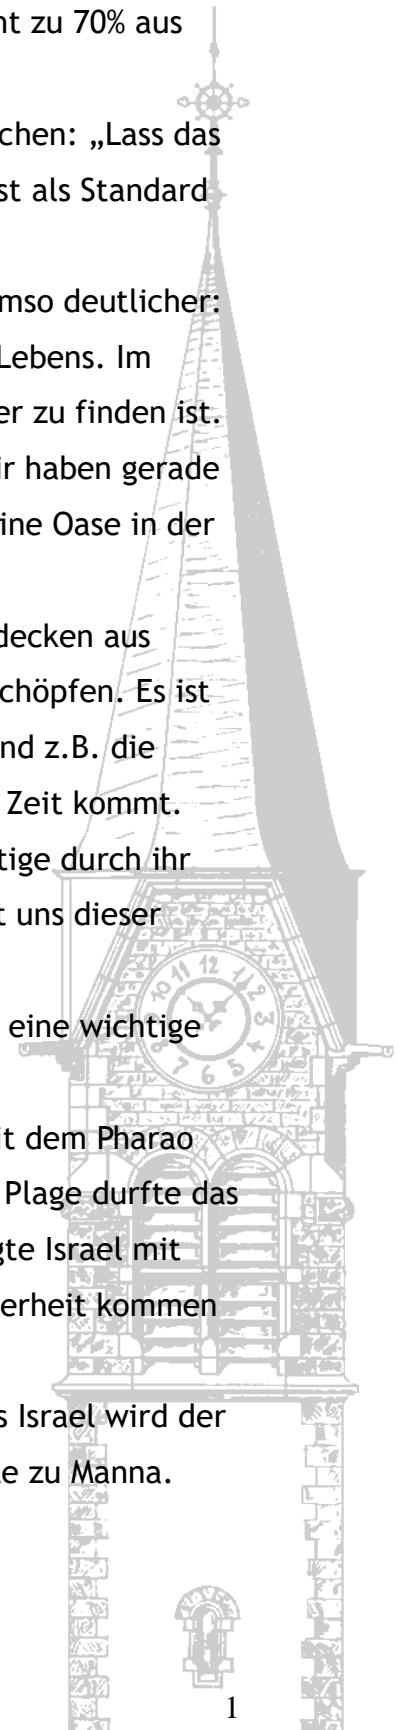 nt zu 70% aus
chen: „Lass das
st als Standard
mso deutlicher:
Lebens. Im
er zu finden ist.
ir haben gerade
ine Oase in der
decken aus
chöpfen. Es ist
nd z.B. die
Zeit kommt.
tige durch ihr
t uns dieser
eine wichtige
it dem Pharao
Plage durfte das
gte Israel mit
erheit kommen
s Israel wird der
e zu Manna.
1